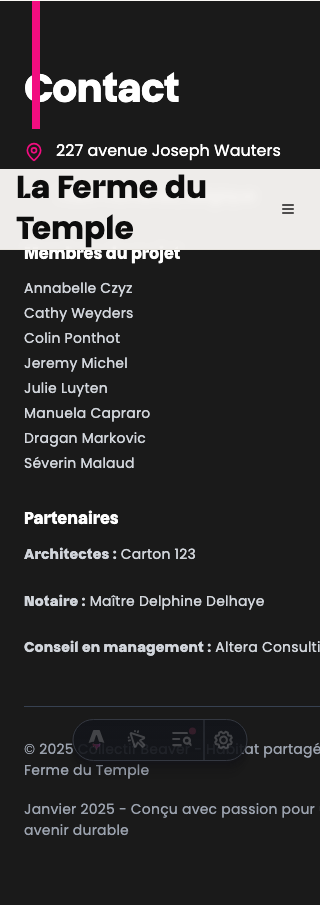 Contact
227 avenue Joseph Wauters
La Ferme du
Temple
Membres du projet
Annabelle Czyz
Cathy Weyders
Colin Ponthot
Jeremy Michel
Julie Luyten
Manuela Capraro
Dragan Markovic
Séverin Malaud
Partenaires
Architectes : Carton 123
Notaire : Maître Delphine Delhaye
Conseil en management : Altera Consulti
© 2025 Collectif Beaver - Habitat partagé
Ferme du Temple
Janvier 2025 - Conçu avec passion pour
avenir durable